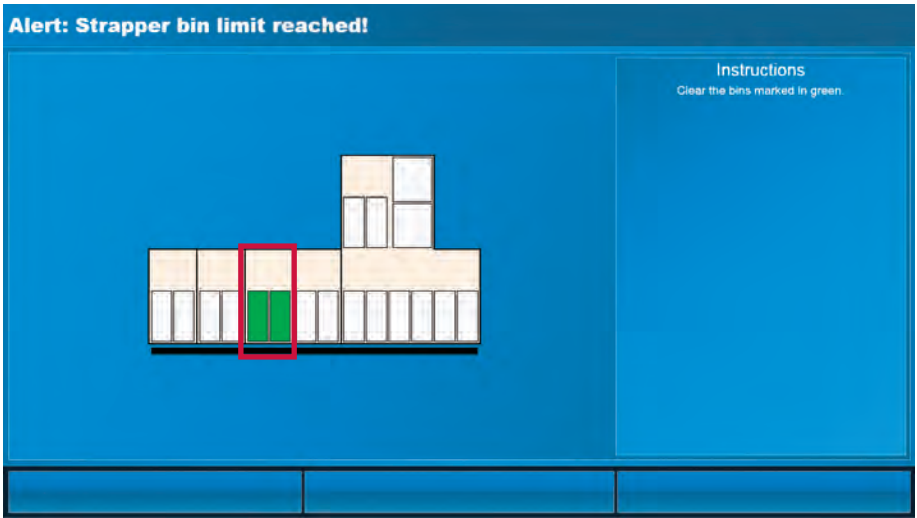 Alert: Strapper bin limit reached!
Instructions
Clear the bins marked in green.